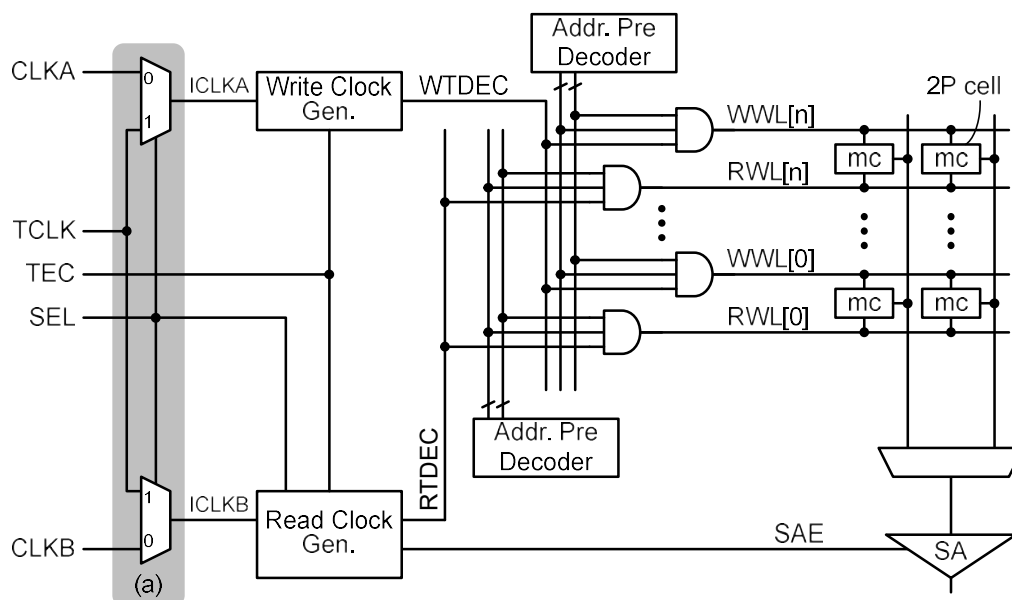 Addr. Pre
Decoder
CLKA
0
ICLKA
1
Write Clock
Gen.
WTDEC
2P cell
WWL[n]
mc
mc
RWL[n]
TCLK
TEC
SEL
WWL[0]
mc
mc
RWL[0]
Addr. Pre
Decoder
RTDEC
1
ICLKB
0
CLKB
Read Clock
Gen.
SAE
SA
(a)